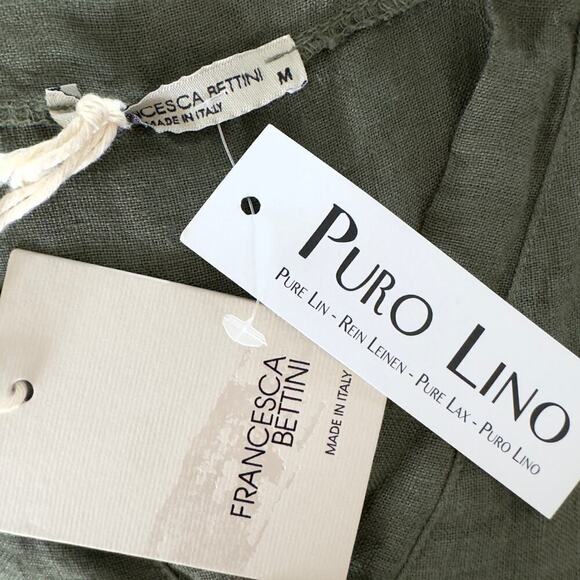 CESCA BETTINI
MADE IN ITALY
M
PURO LINO
PURE LIN - REIN LEINEN - PURE LAX - PURO LINO
FRANCESCA
BETTINI
MADE IN ITALY